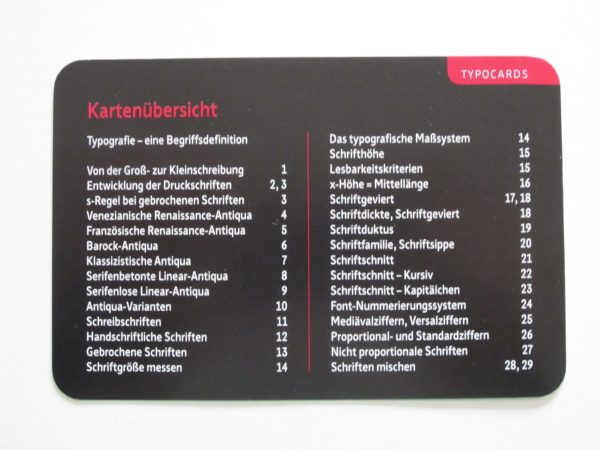 TYPOCARDS
Kartenübersicht
Typografie – eine Begriffsdefinition
Von der Groß- zur Kleinschreibung 1
Entwicklung der Druckschriften 2, 3
s-Regel bei gebrochenen Schriften 3
Venezianische Renaissance-Antiqua 4
Französische Renaissance-Antiqua 5
Barock-Antiqua 6
Klassizistische Antiqua 7
Serifenbetonte Linear-Antiqua 8
Serifenlose Linear-Antiqua 9
Antiqua-Varianten 10
Schreibschriften 11
Handschriftliche Schriften 12
Gebrochene Schriften 13
Schriftgröße messen 14
Das typografische Maßsystem 14
Schrifthöhe 15
Lesbarkeitskriterien 15
x-Höhe = Mittellänge 16
Schriftgeviert 17, 18
Schriftdickte, Schriftgeviert 18
Schriftduktus 19
Schriftfamilie, Schriftsippe 20
Schriftschnitt 21
Schriftschnitt – Kursiv 22
Schriftschnitt – Kapitälchen 23
Font-Nummerierungssystem 24
Mediävalziffern, Versalziffern 25
Proportional- und Standardziffern 26
Nicht proportionale Schriften 27
Schriften mischen 28, 29